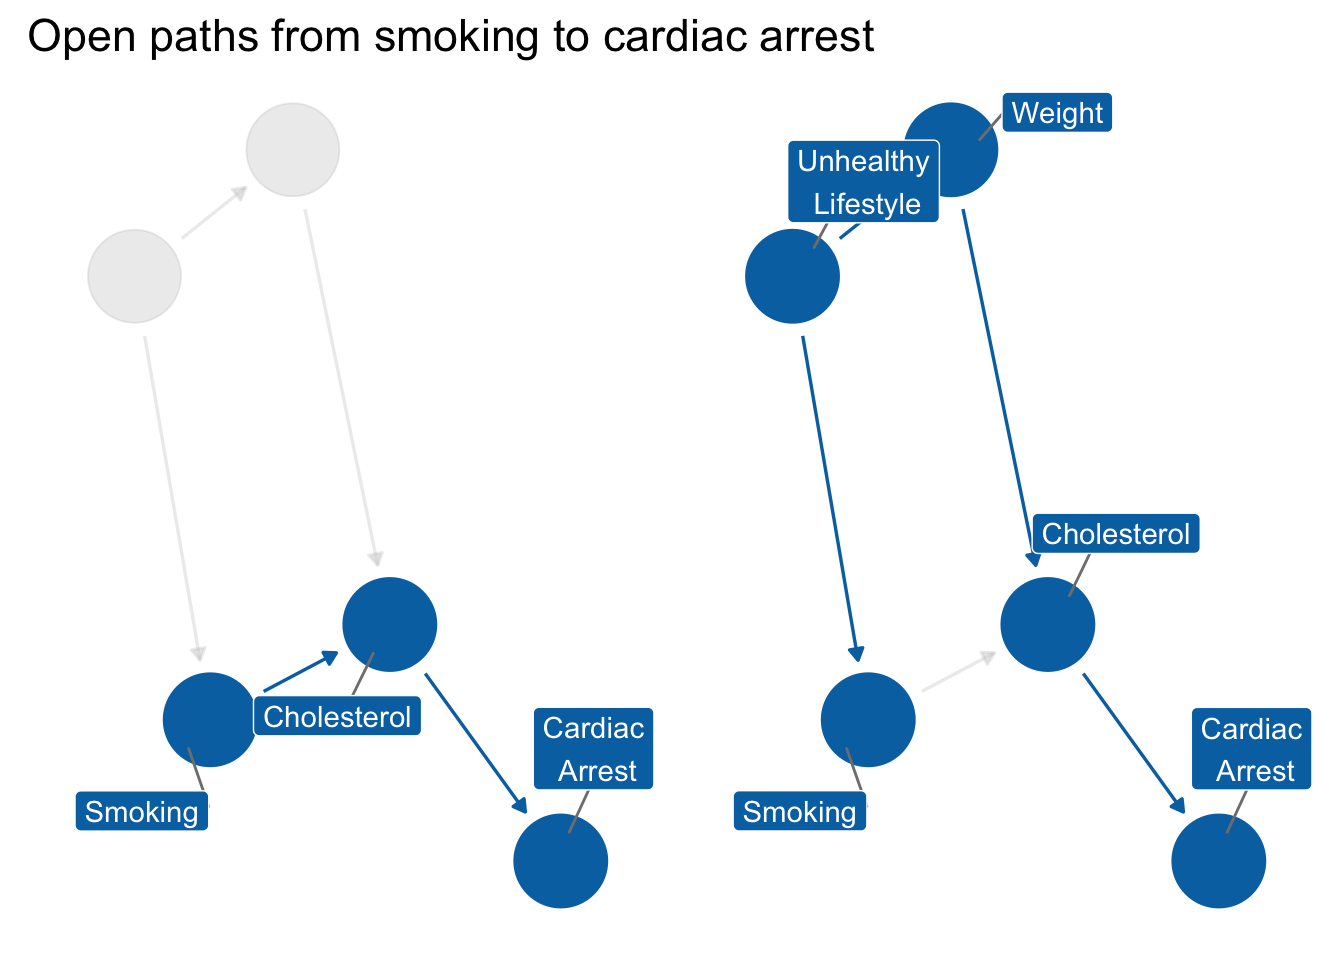 Open paths from smoking to cardiac arrest
Cholesterol
Cardiac
Arrest
Smoking
Weight
Unhealthy
Lifestyle
Cholesterol
Cardiac
Arrest
Smoking